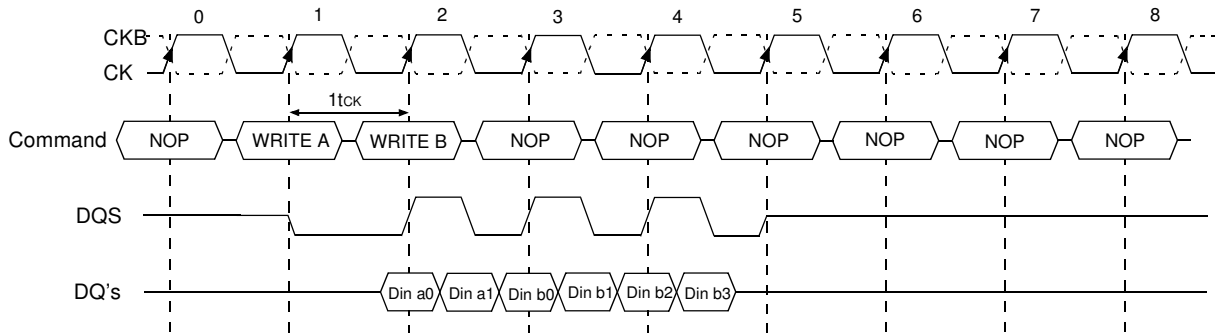 0 1 2 3 4 5 6 7 8
CKB
CK
1tCK
Command NOP WRITE A WRITE B NOP NOP NOP NOP NOP NOP
DQS
DQ's Din a0 Din a1 Din b0 Din b1 Din b2 Din b3